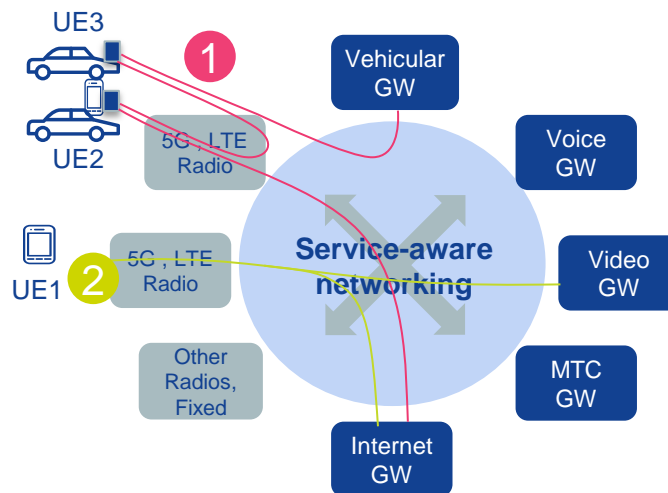 UE3
1
Vehicular
GW
UE2
5G , LTE
Radio
Voice
GW
Service-aware
networking
UE1
2
5G , LTE
Radio
Video
GW
Other
Radios,
Fixed
MTC
GW
Internet
GW